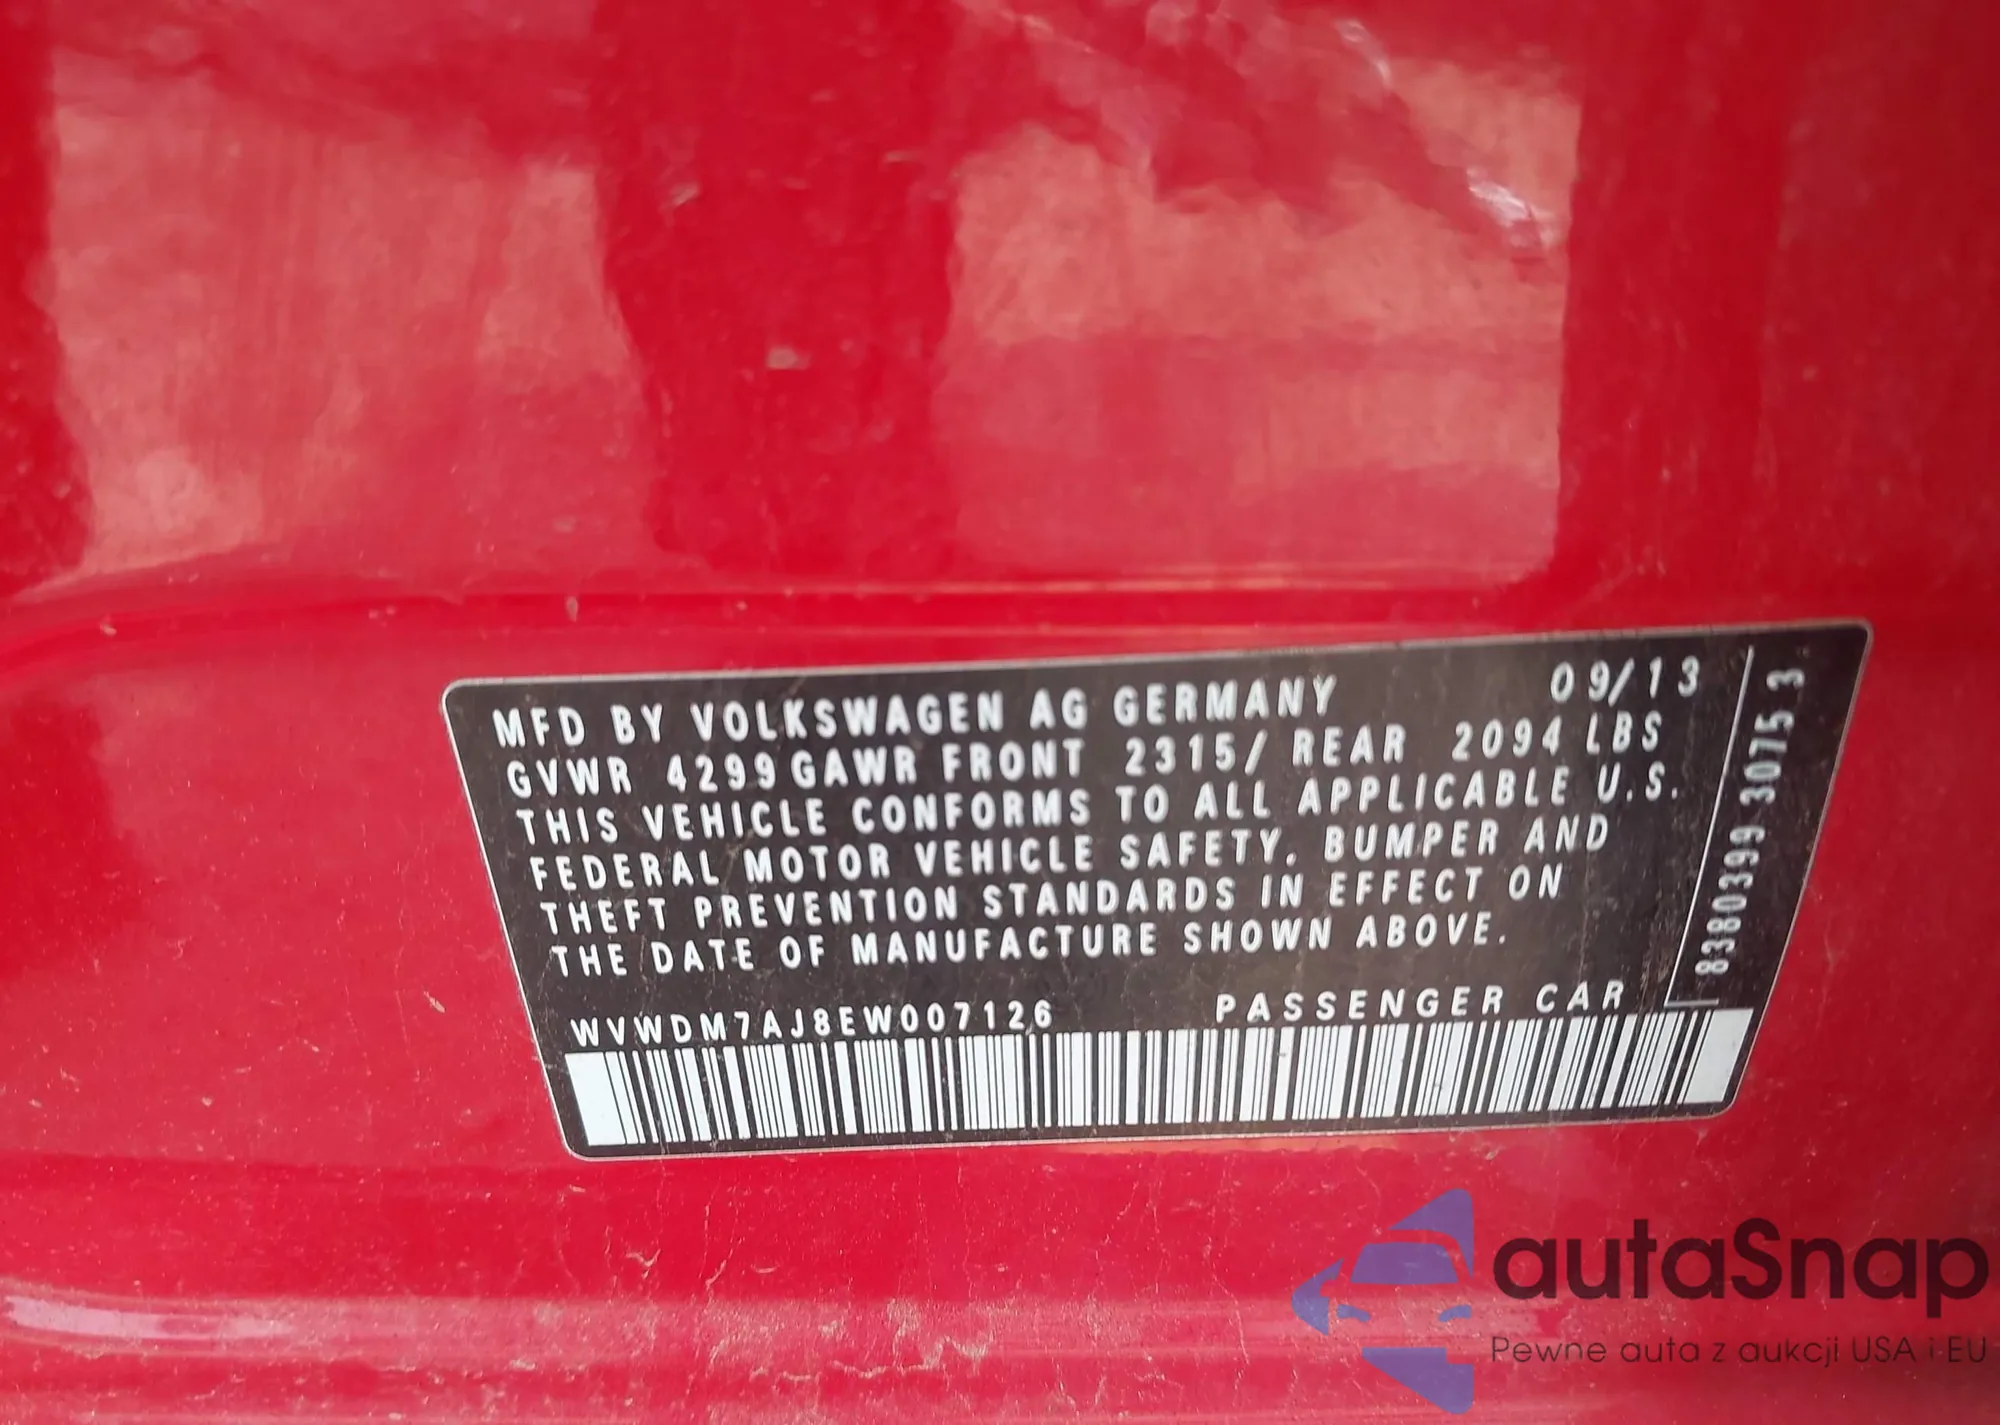 MFD BY VOLKSWAGEN AG GERMANY 09/13
GVWR 4299 GAWR FRONT 2315/ REAR 2094 LBS
THIS VEHICLE CONFORMS TO ALL APPLICABLE U.S.
FEDERAL MOTOR VEHICLE SAFETY, BUMPER AND
THEFT PREVENTION STANDARDS IN EFFECT ON
THE DATE OF MANUFACTURE SHOWN ABOVE.
WVWDM7AJ8EW007126 PASSENGER CAR
8380399 3075 3
autaSnap
Pewne auta z aukcji USA i EU